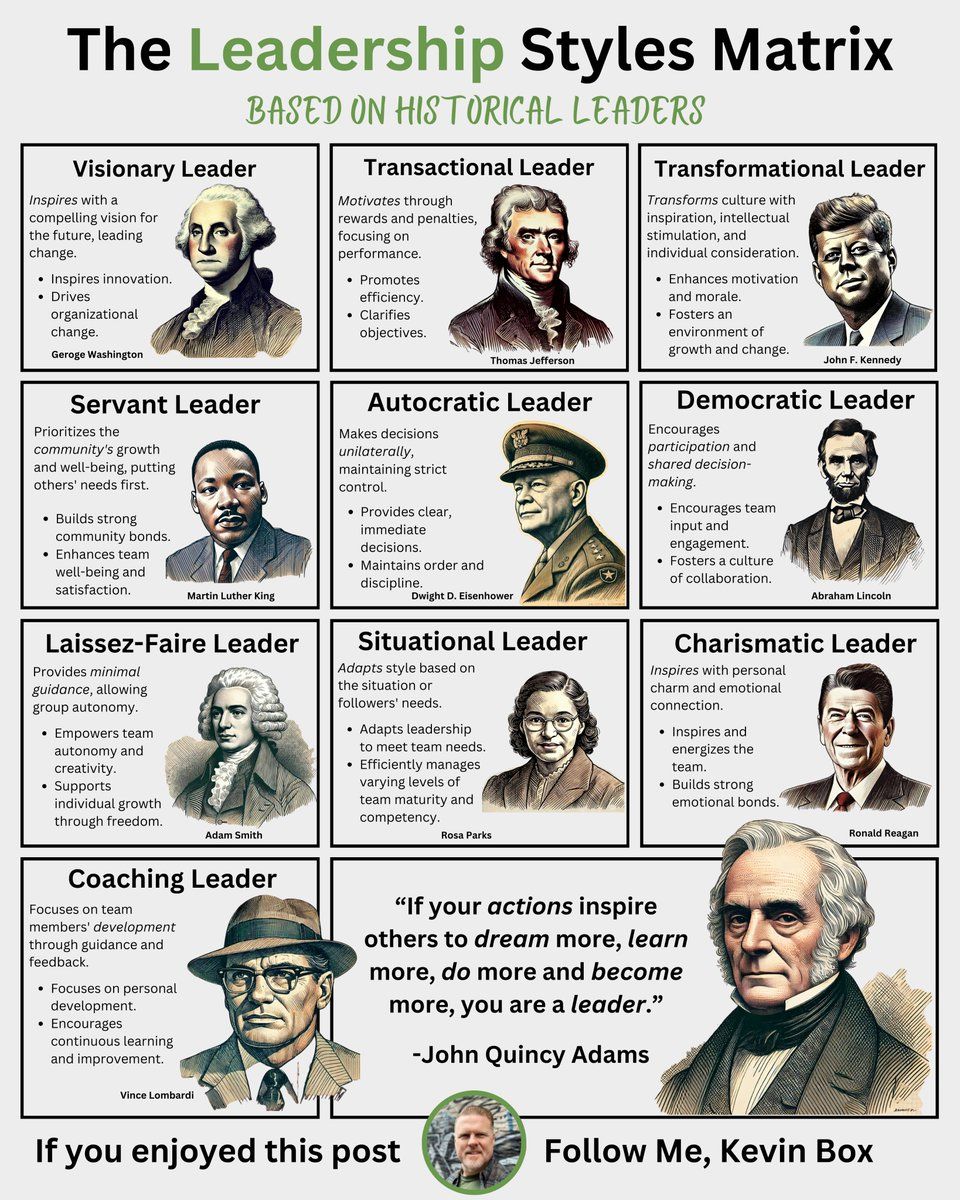 The Leadership Styles Matrix
BASED ON HISTORICAL LEADERS
Visionary Leader
Inspires with a
compelling vision for
the future, leading
change.
• Inspires innovation.
• Drives
organizational
change.
Geroge Washington
Transactional Leader
Motivates through
rewards and penalties,
focusing on
performance.
• Promotes
efficiency.
• Clarifies
objectives.
Thomas Jefferson
Transformational Leader
Transforms culture with
inspiration, intellectual
stimulation, and
individual consideration.
• Enhances motivation
and morale.
• Fosters an
environment of
growth and change.
John F. Kennedy
Servant Leader
Prioritizes the
community's growth
and well-being, putting
others' needs first.
• Builds strong
community bonds.
• Enhances team
well-being and
satisfaction.
Martin Luther King
Autocratic Leader
Makes decisions
unilaterally,
maintaining strict
control.
• Provides clear,
immediate
decisions.
• Maintains order and
discipline.
Dwight D. Eisenhower
Democratic Leader
Encourages
participation and
shared decision-
making.
• Encourages team
input and
engagement.
• Fosters a culture
of collaboration.
Abraham Lincoln
Laissez-Faire Leader
Provides minimal
guidance, allowing
group autonomy.
• Empowers team
autonomy and
creativity.
• Supports
individual growth
through freedom.
Adam Smith
Situational Leader
Adapts style based on
the situation or
followers' needs.
• Adapts leadership
to meet team needs.
• Efficiently manages
varying levels of
team maturity and
competency.
Rosa Parks
Charismatic Leader
Inspires with personal
charm and emotional
connection.
• Inspires and
energizes the
team.
• Builds strong
emotional bonds.
Ronald Reagan
Coaching Leader
Focuses on team
members' development
through guidance and
feedback.
• Focuses on personal
development.
• Encourages
continuous learning
and improvement.
Vince Lombardi
“If your actions inspire
others to dream more, learn
more, do more and become
more, you are a leader.”
-John Quincy Adams
If you enjoyed this post
Follow Me, Kevin Box